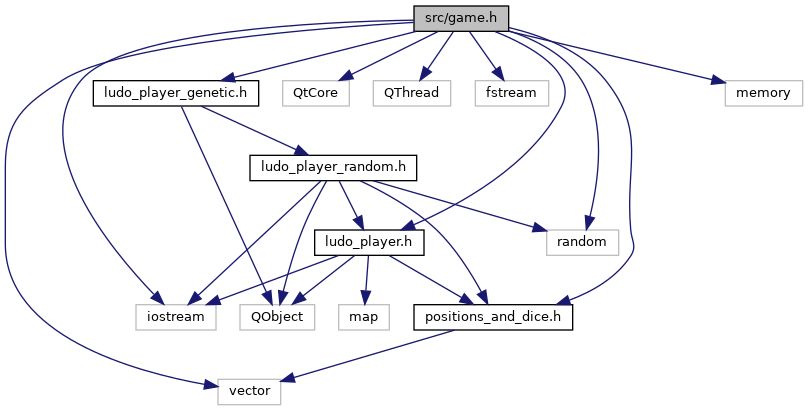 src/game.h
ludo_player_genetic.h
QtCore
QThread
fstream
memory
ludo_player_random.h
ludo_player.h
random
iostream
QObject
map
positions_and_dice.h
vector